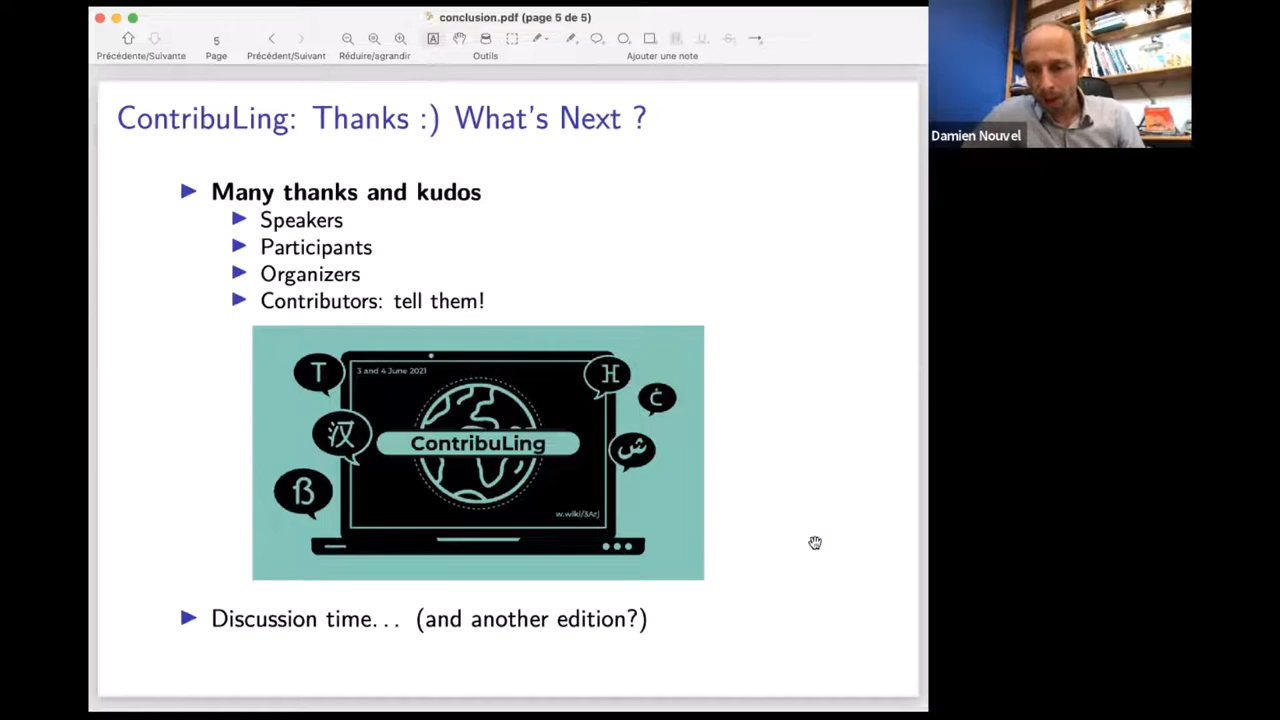 conclusion.pdf (page 5 de 5)
5
Précédente/Suivante Page Précédent/Suivant Réduire/agrandir Outils Ajouter une note
ContribuLing: Thanks :) What's Next ?
Many thanks and kudos
Speakers
Participants
Organizers
Contributors: tell them!
3 and 4 June 2021
T
汉
ß
ContribuLing
ش
w.wiki/3Arj
Discussion time... (and another edition?)
Damien Nouvel